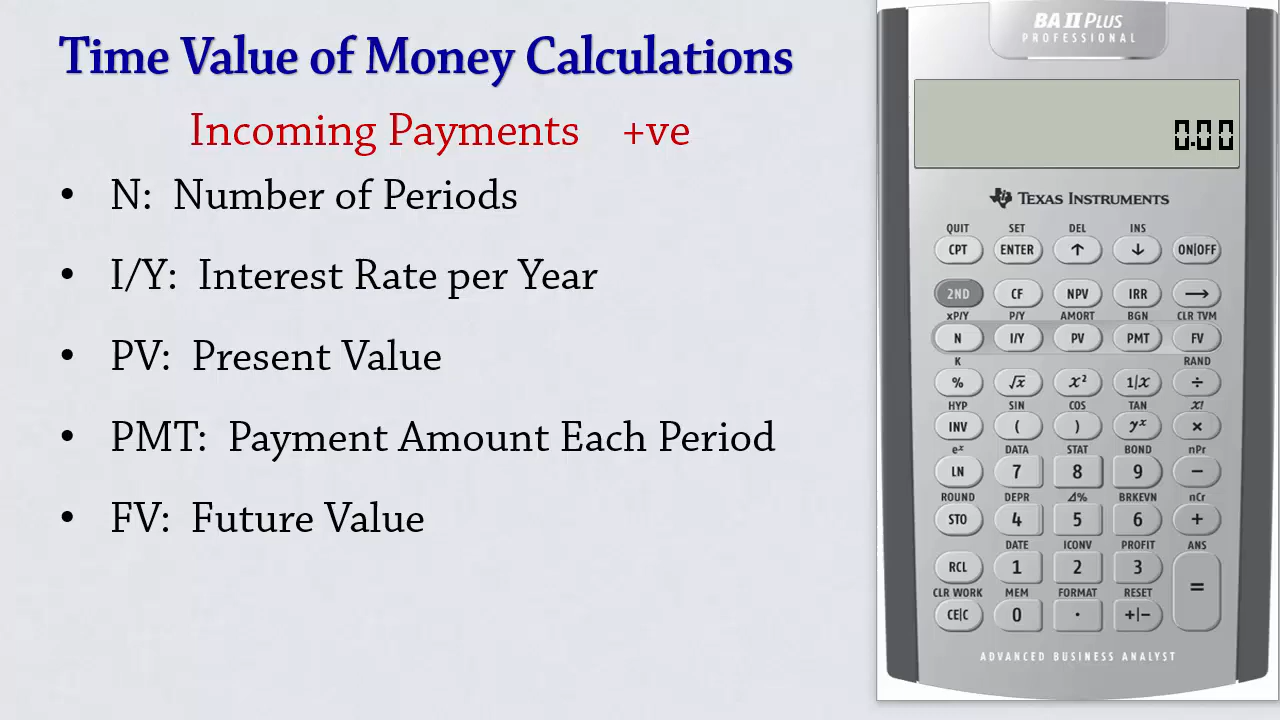 Time Value of Money Calculations
Incoming Payments +ve
• N: Number of Periods
• I/Y: Interest Rate per Year
• PV: Present Value
• PMT: Payment Amount Each Period
• FV: Future Value
BA II PLUS
PROFESSIONAL
0.00
TEXAS INSTRUMENTS
QUIT SET DEL INS
CPT ENTER ↑ ↓ ON|OFF
2ND CF NPV IRR →
xP/Y P/Y AMORT BGN CLR TVM
N I/Y PV PMT FV
K RAND
% √x x² 1/x ÷
HYP SIN COS TAN x!
INV ( ) yˣ ×
eˣ DATA STAT BOND nPr
LN 7 8 9 −
ROUND DEPR Δ% BRKEVN nCr
STO 4 5 6 +
DATE ICONV PROFIT ANS
RCL 1 2 3 =
CLR WORK MEM FORMAT RESET
CE|C 0 . +|−
ADVANCED BUSINESS ANALYST